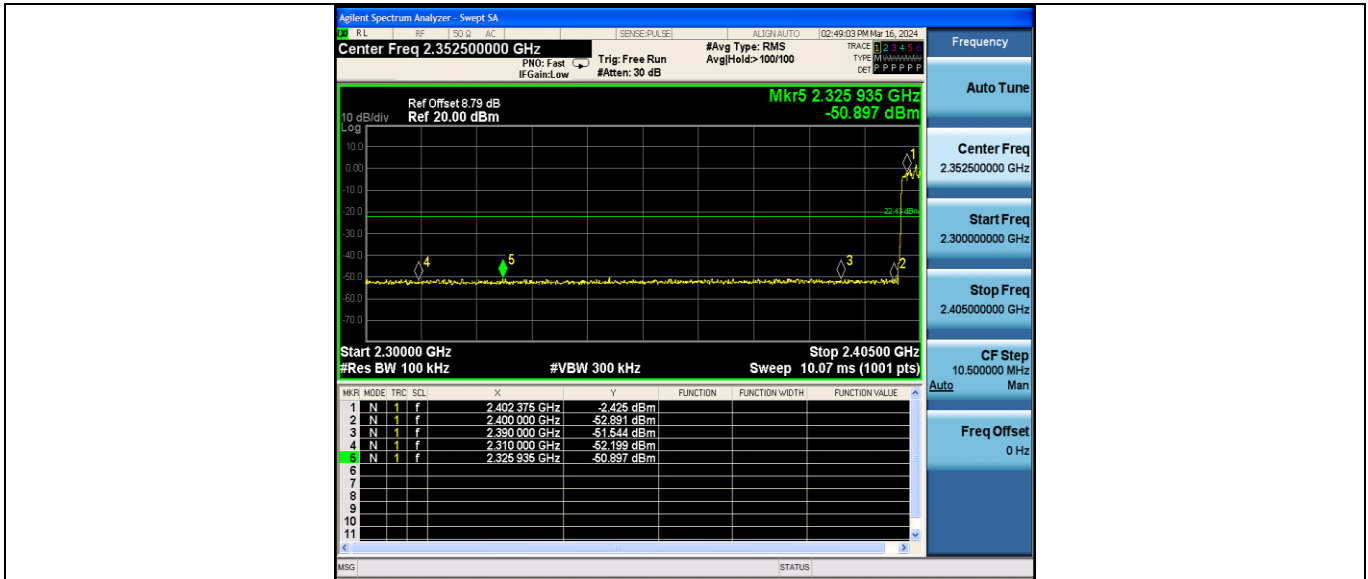 Agilent Spectrum Analyzer - Swept SA
LXI RL RF 50 Ω AC SENSE:PULSE ALIGN AUTO 02:49:03 PM Mar 16, 2024
Center Freq 2.352500000 GHz
PNO: Fast
IFGain:Low
Trig: Free Run
#Atten: 30 dB
#Avg Type: RMS
Avg|Hold:>100/100
TRACE 1 2 3 4 5 6
TYPE M
DET P P P P P P
Mkr5 2.325 935 GHz
-50.897 dBm
Ref Offset 8.79 dB
10 dB/div Ref 20.00 dBm
Log
10.0
0.00
-10.0
-20.0
-30.0
-40.0
-50.0
-60.0
-70.0
1
4
5
3
2
Start 2.30000 GHz Stop 2.40500 GHz
#Res BW 100 kHz #VBW 300 kHz Sweep 10.07 ms (1001 pts)
MKR MODE TRC SCL X Y FUNCTION FUNCTION WIDTH FUNCTION VALUE
1 N 1 f 2.402 375 GHz -2.425 dBm
2 N 1 f 2.400 000 GHz -52.891 dBm
3 N 1 f 2.390 000 GHz -51.544 dBm
4 N 1 f 2.310 000 GHz -52.199 dBm
5 N 1 f 2.325 935 GHz -50.897 dBm
6
7
8
9
10
11
MSG STATUS
Frequency
Auto Tune
Center Freq
2.352500000 GHz
Start Freq
2.300000000 GHz
Stop Freq
2.405000000 GHz
CF Step
10.500000 MHz
Auto Man
Freq Offset
0 Hz